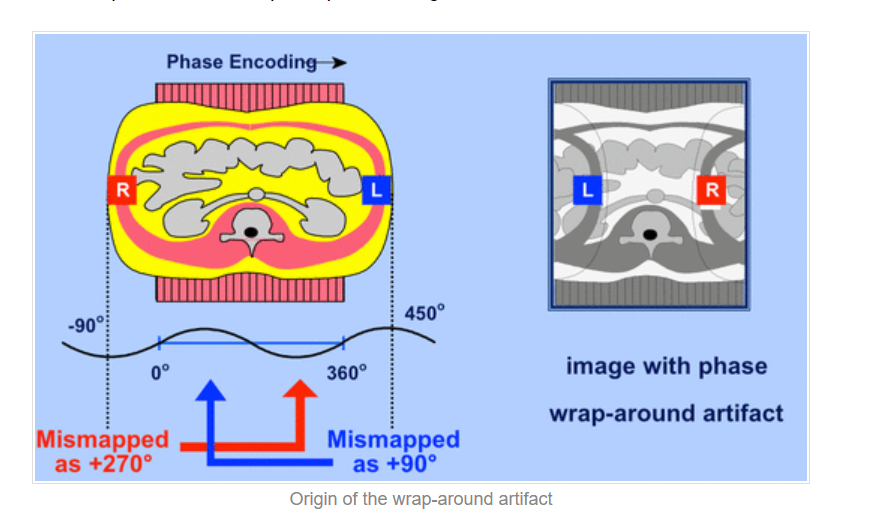 Phase Encoding
R
L
L
R
-90°
450°
0°
360°
Mismapped
as +270°
Mismapped
as +90°
image with phase
wrap-around artifact
Origin of the wrap-around artifact